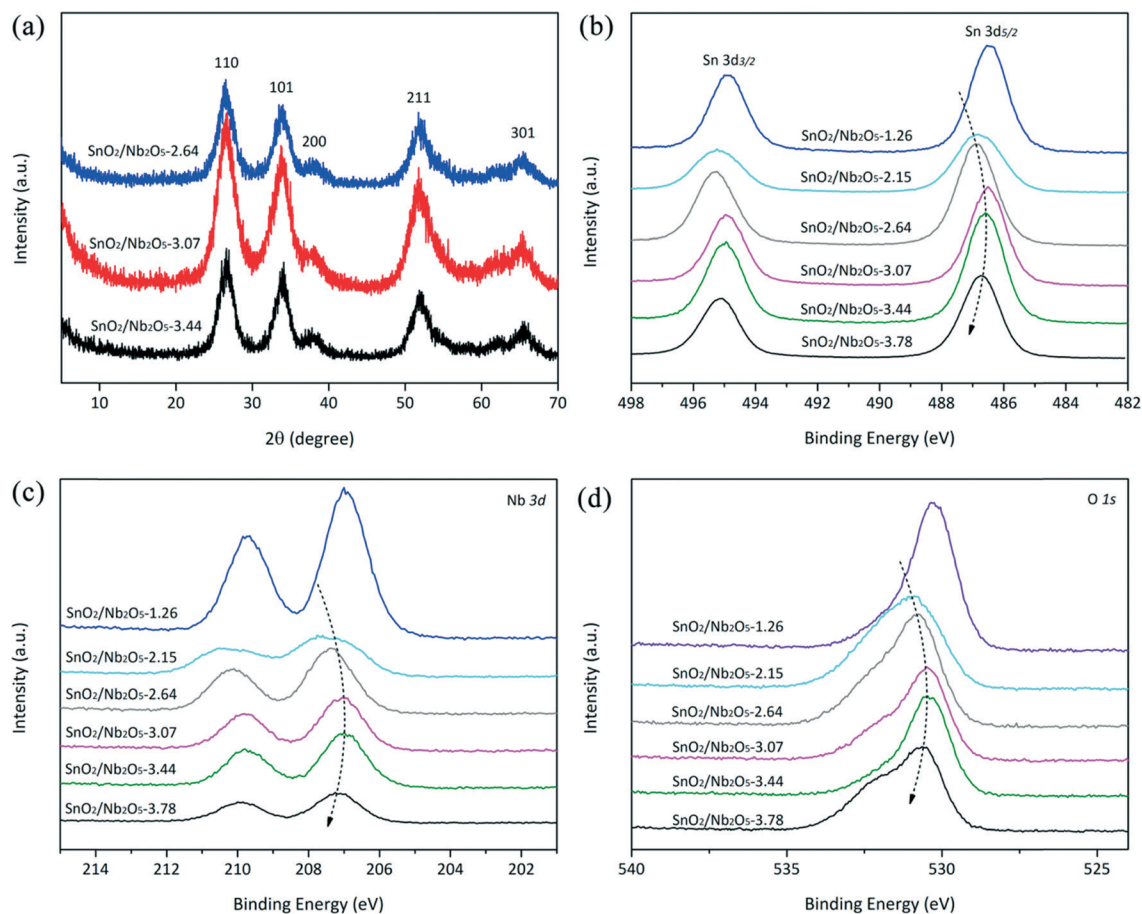 (a)
110
101
200
211
301
SnO₂/Nb₂O₅-2.64
SnO₂/Nb₂O₅-3.07
SnO₂/Nb₂O₅-3.44
Intensity (a.u.)
10 20 30 40 50 60 70
2θ (degree)
(b)
Sn 3d₃/₂
Sn 3d₅/₂
SnO₂/Nb₂O₅-1.26
SnO₂/Nb₂O₅-2.15
SnO₂/Nb₂O₅-2.64
SnO₂/Nb₂O₅-3.07
SnO₂/Nb₂O₅-3.44
SnO₂/Nb₂O₅-3.78
Intensity (a.u.)
498 496 494 492 490 488 486 484 482
Binding Energy (eV)
(c)
Nb 3d
SnO₂/Nb₂O₅-1.26
SnO₂/Nb₂O₅-2.15
SnO₂/Nb₂O₅-2.64
SnO₂/Nb₂O₅-3.07
SnO₂/Nb₂O₅-3.44
SnO₂/Nb₂O₅-3.78
Intensity (a.u.)
214 212 210 208 206 204 202
Binding Energy (eV)
(d)
O 1s
SnO₂/Nb₂O₅-1.26
SnO₂/Nb₂O₅-2.15
SnO₂/Nb₂O₅-2.64
SnO₂/Nb₂O₅-3.07
SnO₂/Nb₂O₅-3.44
SnO₂/Nb₂O₅-3.78
Intensity (a.u.)
540 535 530 525
Binding Energy (eV)